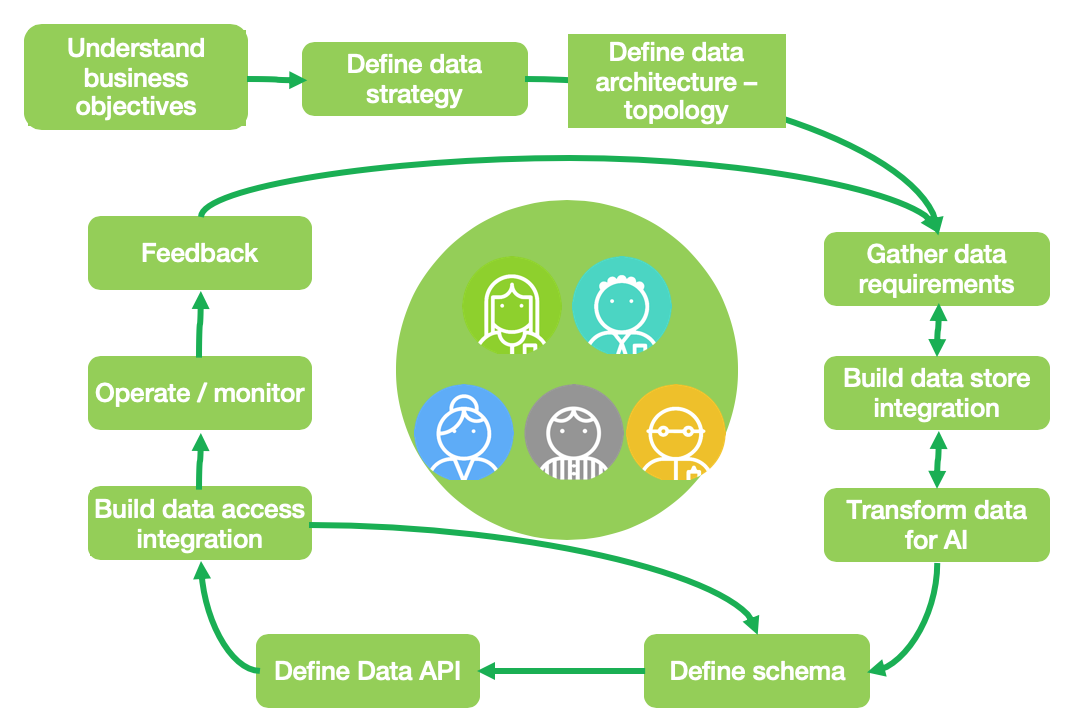 Understand
business
objectives
Define data
strategy
Define data
architecture –
topology
Feedback
Gather data
requirements
Operate / monitor
Build data store
integration
Build data access
integration
Transform data
for AI
Define Data API
Define schema